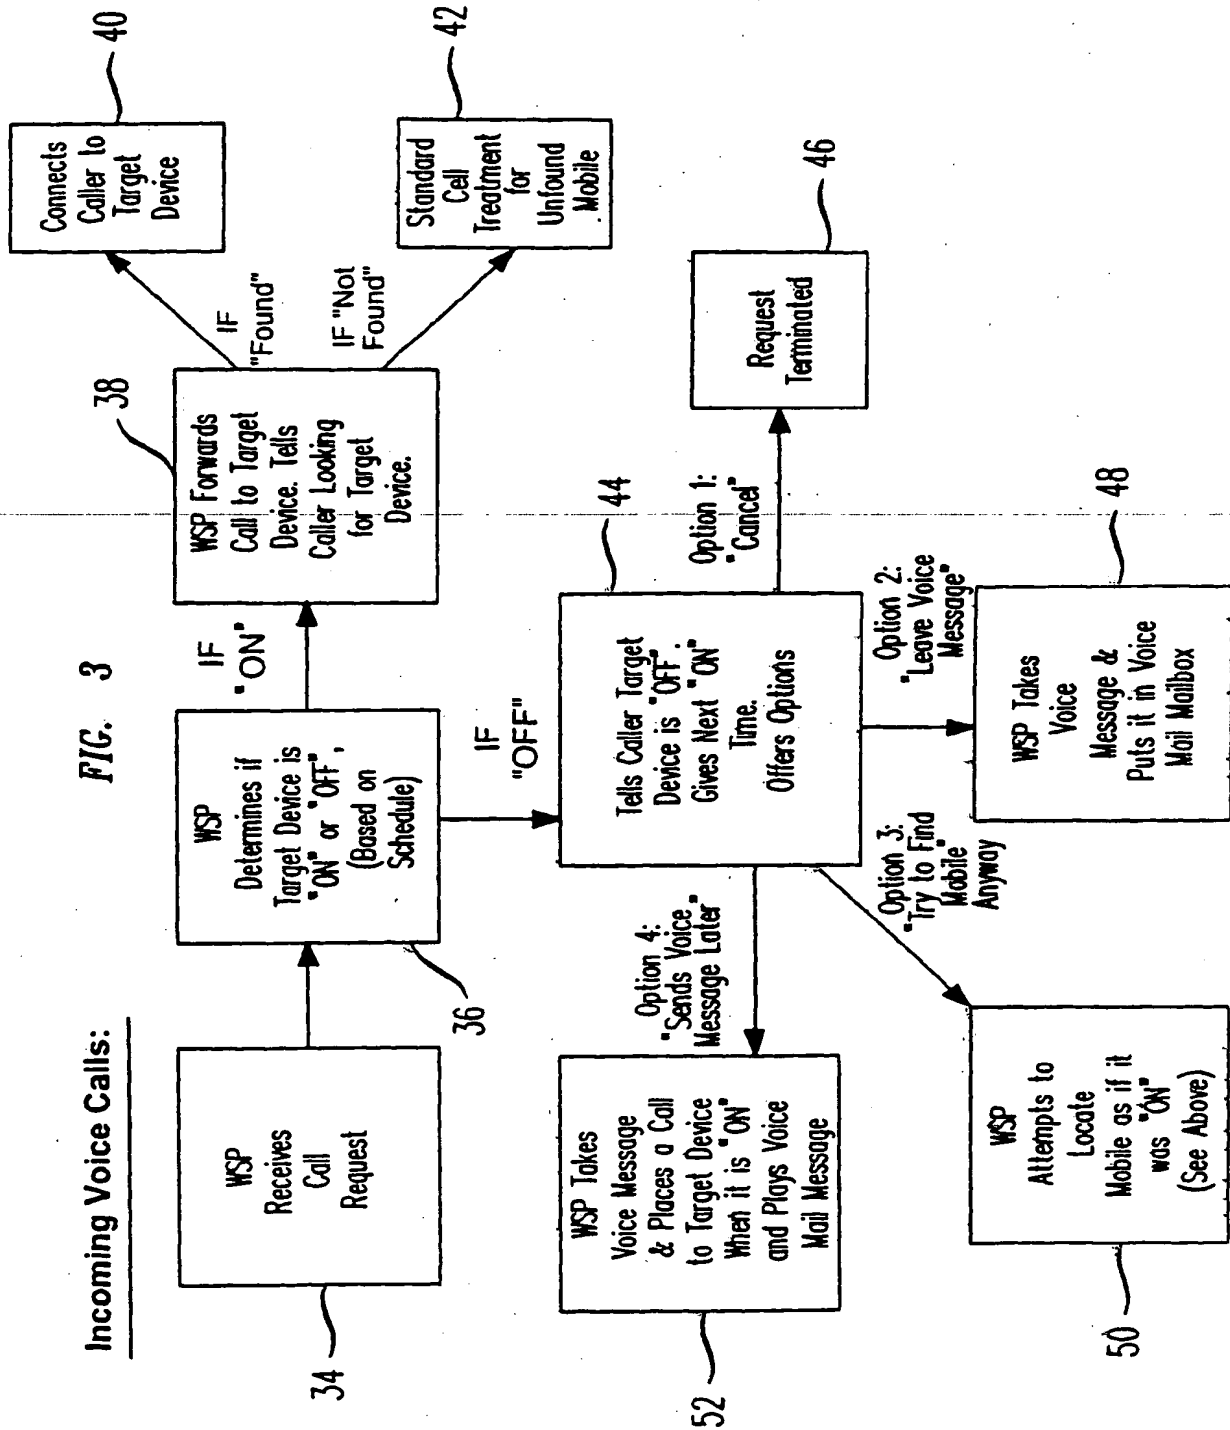 FIG. 3
Incoming Voice Calls:
WSP
Receives
Call
Request
34
WSP
Determines if
Target Device is
"ON" or "OFF",
(Based on
Schedule)
36
IF
"ON"
WSP Forwards
Call to Target
Device. Tells
Caller Looking
for Target
Device.
38
IF
"Found"
Connects
Caller to
Target
Device
40
IF "Not
Found"
Standard
Cell
Treatment
for
Unfound
Mobile
42
IF
"OFF"
Tells Caller Target
Device is "OFF".
Gives Next "ON"
Time.
Offers Options
44
Option 1:
"Cancel"
Request
Terminated
46
Option 2:
"Leave Voice
Message"
WSP Takes
Voice
Message &
Puts it in Voice
Mail Mailbox
48
Option 3:
"Try to Find
Mobile"
Anyway
WSP
Attempts to
Locate
Mobile as if it
was "ON"
(See Above)
50
Option 4:
"Sends Voice
Message Later"
WSP Takes
Voice Message
& Places a Call
to Target Device
When it is "ON"
and Plays Voice
Mail Message
52